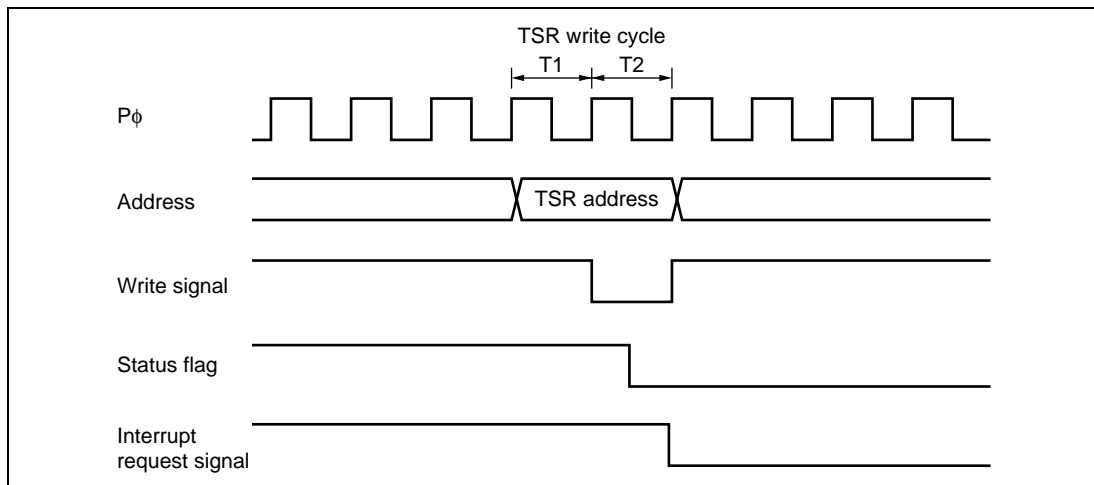 TSR write cycle
T1 T2
Pϕ
Address
TSR address
Write signal
Status flag
Interrupt
request signal